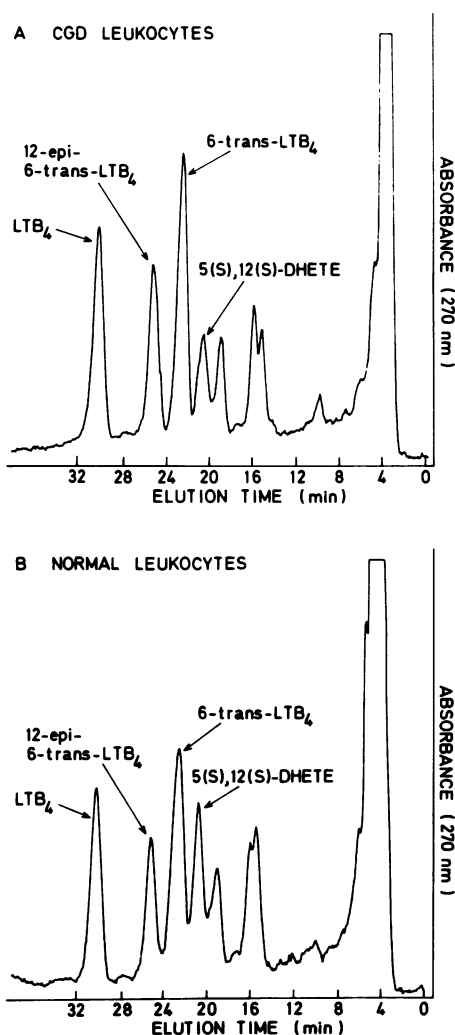 A CGD LEUKOCYTES
6-trans-LTB4
12-epi-
6-trans-LTB4
LTB4
5(S),12(S)-DHETE
ABSORBANCE (270 nm)
32 28 24 20 16 12 8 4 0
ELUTION TIME (min)
B NORMAL LEUKOCYTES
6-trans-LTB4
12-epi-
6-trans-LTB4
5(S),12(S)-DHETE
LTB4
ABSORBANCE (270 nm)
32 28 24 20 16 12 8 4 0
ELUTION TIME (min)